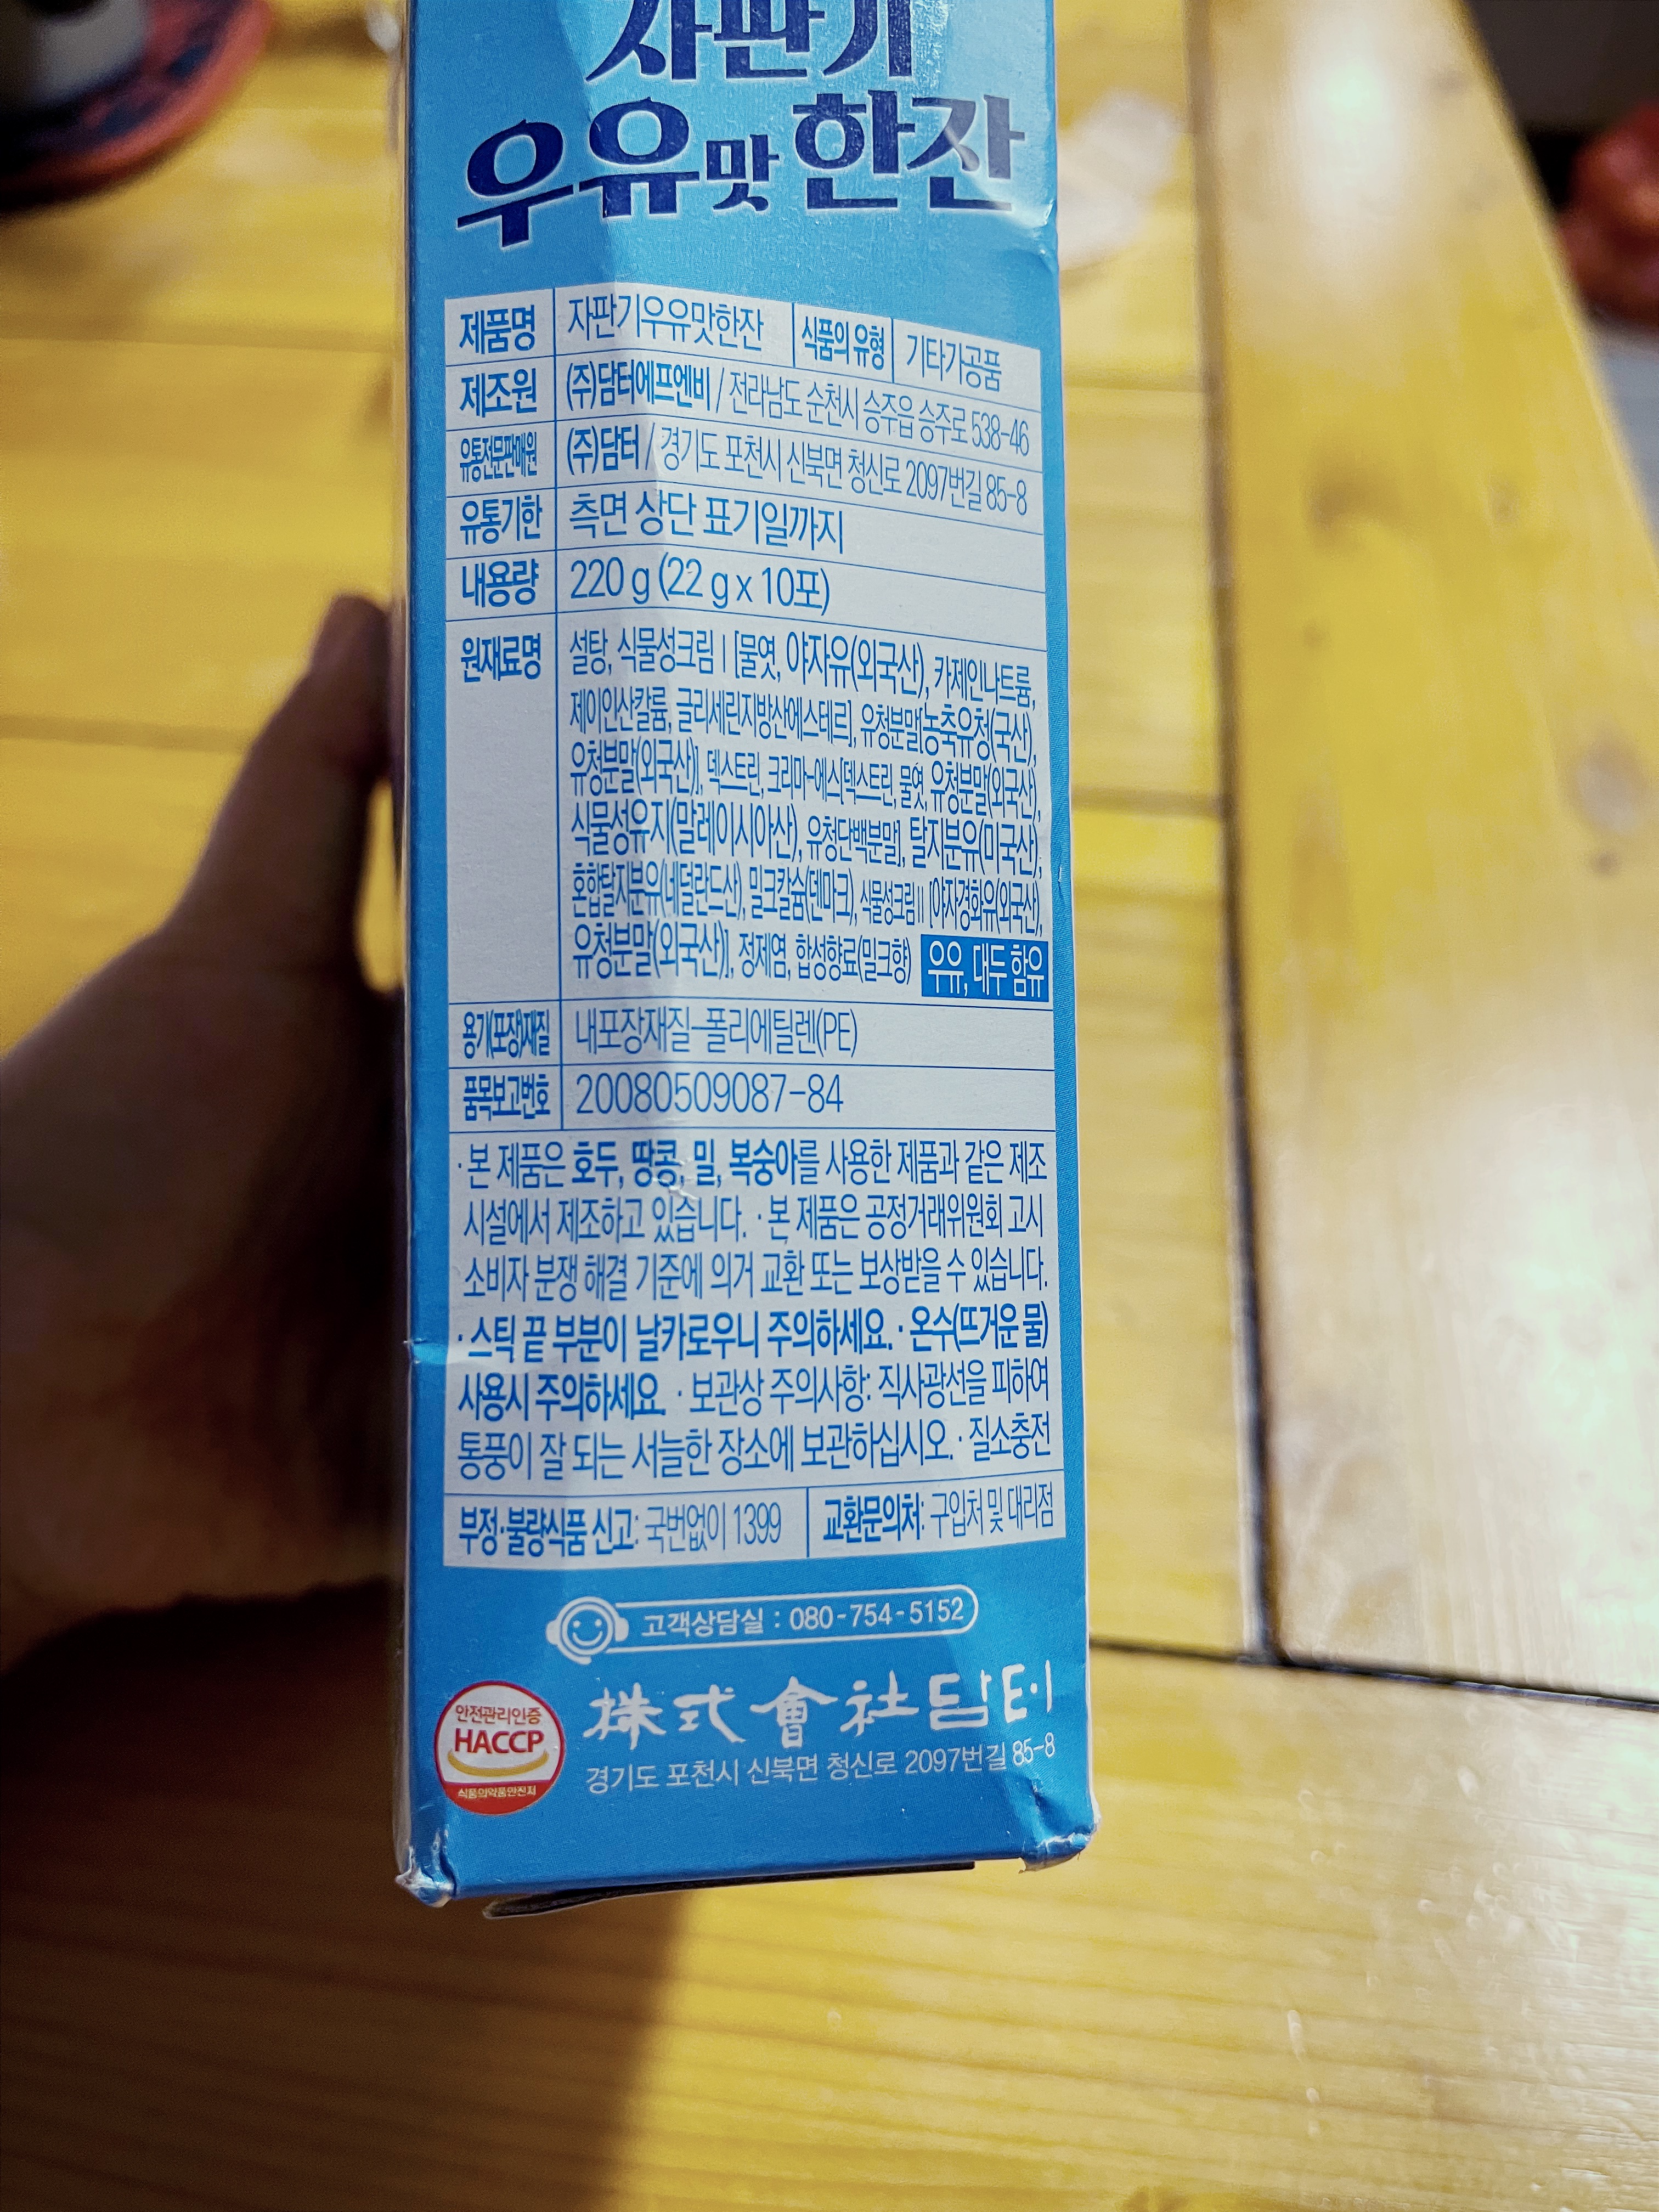 자판기
우유맛 한잔
제품명 자판기우유맛한잔 식품의 유형 기타가공품
제조원 (주)담터에프엔비 / 전라남도 순천시 승주읍 승주로 538-46
유통전문판매원 (주)담터 / 경기도 포천시 신북면 청신로 2097번길 85-8
유통기한 측면 상단 표기일까지
내용량 220 g (22 g x 10포)
원재료명 설탕, 식물성크림Ⅰ[물엿, 야자유(외국산), 카제인나트륨,
제이인산칼륨, 글리세린지방산에스테르], 유청분말[농축유청(국산),
유청분말(외국산)], 덱스트린, 크리마-에스[덱스트린, 물엿, 유청분말(외국산),
식물성유지(말레이시아산), 유청단백분말], 탈지분유(미국산),
혼합탈지분유(네덜란드산), 밀크칼슘(덴마크), 식물성크림Ⅱ [야자경화유(외국산),
유청분말(외국산)], 정제염, 합성향료(밀크향) 우유, 대두 함유
용기(포장)재질 내포장재질-폴리에틸렌(PE)
품목보고번호 20080509087-84
· 본 제품은 호두, 땅콩, 밀, 복숭아를 사용한 제품과 같은 제조
시설에서 제조하고 있습니다. · 본 제품은 공정거래위원회 고시
소비자 분쟁 해결 기준에 의거 교환 또는 보상받을 수 있습니다.
· 스틱 끝 부분이 날카로우니 주의하세요. · 온수(뜨거운 물)
사용시 주의하세요. · 보관상 주의사항: 직사광선을 피하여
통풍이 잘 되는 서늘한 장소에 보관하십시오. · 질소충전
부정·불량식품 신고: 국번없이 1399 교환문의처: 구입처 및 대리점
고객상담실 : 080-754-5152
안전관리인증
HACCP
식품의약품안전처
株式會社담터
경기도 포천시 신북면 청신로 2097번길 85-8